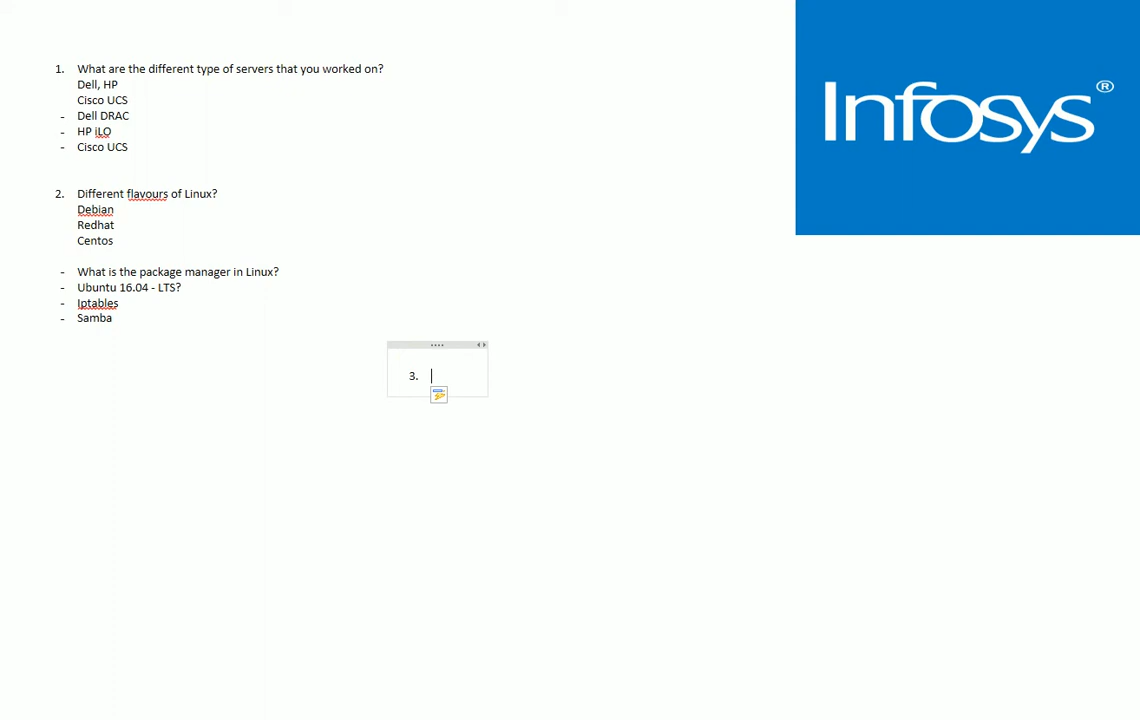 1. What are the different type of servers that you worked on?
Dell, HP
Cisco UCS
- Dell DRAC
- HP iLO
- Cisco UCS
2. Different flavours of Linux?
Debian
Redhat
Centos
- What is the package manager in Linux?
- Ubuntu 16.04 - LTS?
- Iptables
- Samba
3.
Infosys®